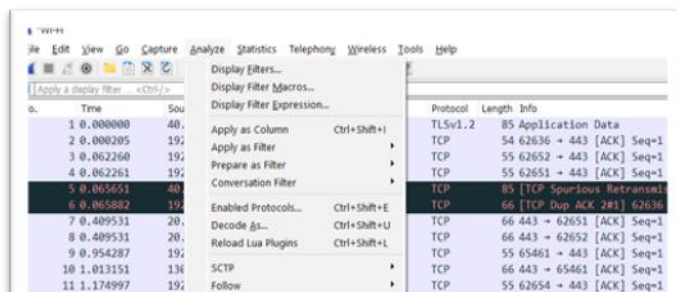 File Edit View Go Capture Analyze Statistics Telephony Wireless Tools Help
Apply a display filter ... <Ctrl-/>
Display Filters...
Display Filter Macros...
Display Filter Expression...
Apply as Column Ctrl+Shift+I
Apply as Filter
Prepare as Filter
Conversation Filter
Enabled Protocols... Ctrl+Shift+E
Decode As... Ctrl+Shift+U
Reload Lua Plugins Ctrl+Shift+L
SCTP
Follow
o. Time Sou Protocol Length Info
1 0.000000 40. TLSv1.2 85 Application Data
2 0.000205 192 TCP 54 62636 → 443 [ACK] Seq=1
3 0.062260 192 TCP 55 62652 → 443 [ACK] Seq=1
4 0.062261 192 TCP 55 62651 → 443 [ACK] Seq=1
5 0.065651 40. TCP 85 [TCP Spurious Retransmis
6 0.065882 192 TCP 66 [TCP Dup ACK 2#1] 62636
7 0.409531 20. TCP 66 443 → 62651 [ACK] Seq=1
8 0.409531 20. TCP 66 443 → 62652 [ACK] Seq=1
9 0.954287 192 TCP 55 65461 → 443 [ACK] Seq=1
10 1.013151 130 TCP 66 443 → 65461 [ACK] Seq=1
11 1.174997 192 TCP 55 62654 → 443 [ACK] Seq=1